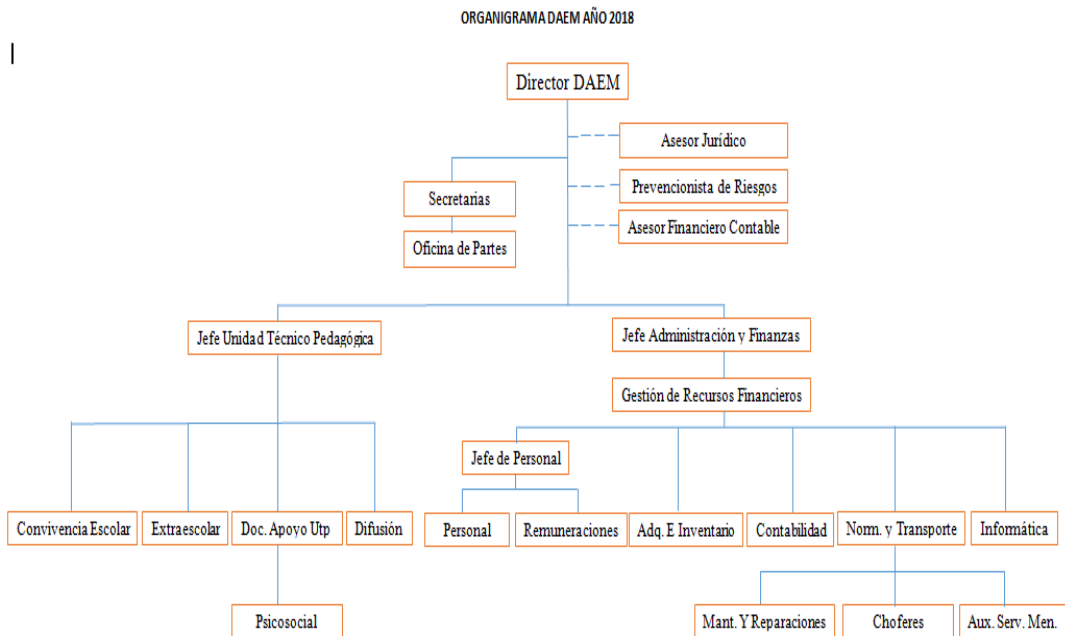 ORGANIGRAMA DAEM AÑO 2018
Director DAEM
Asesor Jurídico
Secretarias
Prevencionista de Riesgos
Asesor Financiero Contable
Oficina de Partes
Jefe Unidad Técnico Pedagógica
Jefe Administración y Finanzas
Gestión de Recursos Financieros
Jefe de Personal
Convivencia Escolar
Extraescolar
Doc. Apoyo Utp
Difusión
Personal
Remuneraciones
Adq. E Inventario
Contabilidad
Norm. y Transporte
Informática
Psicosocial
Mant. Y Reparaciones
Choferes
Aux. Serv. Men.